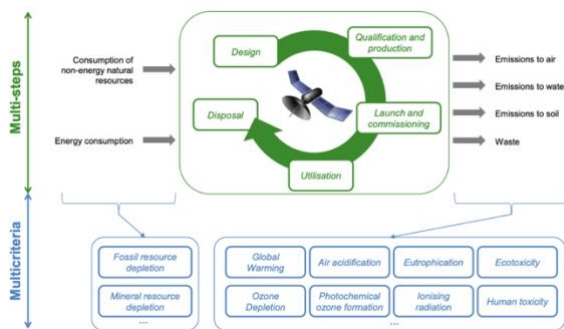 Multi-steps
Consumption of
non-energy natural
resources
Energy consumption
Design
Qualification and
production
Launch and
commissioning
Utilisation
Disposal
Emissions to air
Emissions to water
Emissions to soil
Waste
Multicriteria
Fossil resource
depletion
Mineral resource
depletion
...
Global
Warming
Air acidification
Eutrophication
Ecotoxicity
Ozone
Depletion
Photochemical
ozone formation
Ionising
radiation
Human toxicity
...